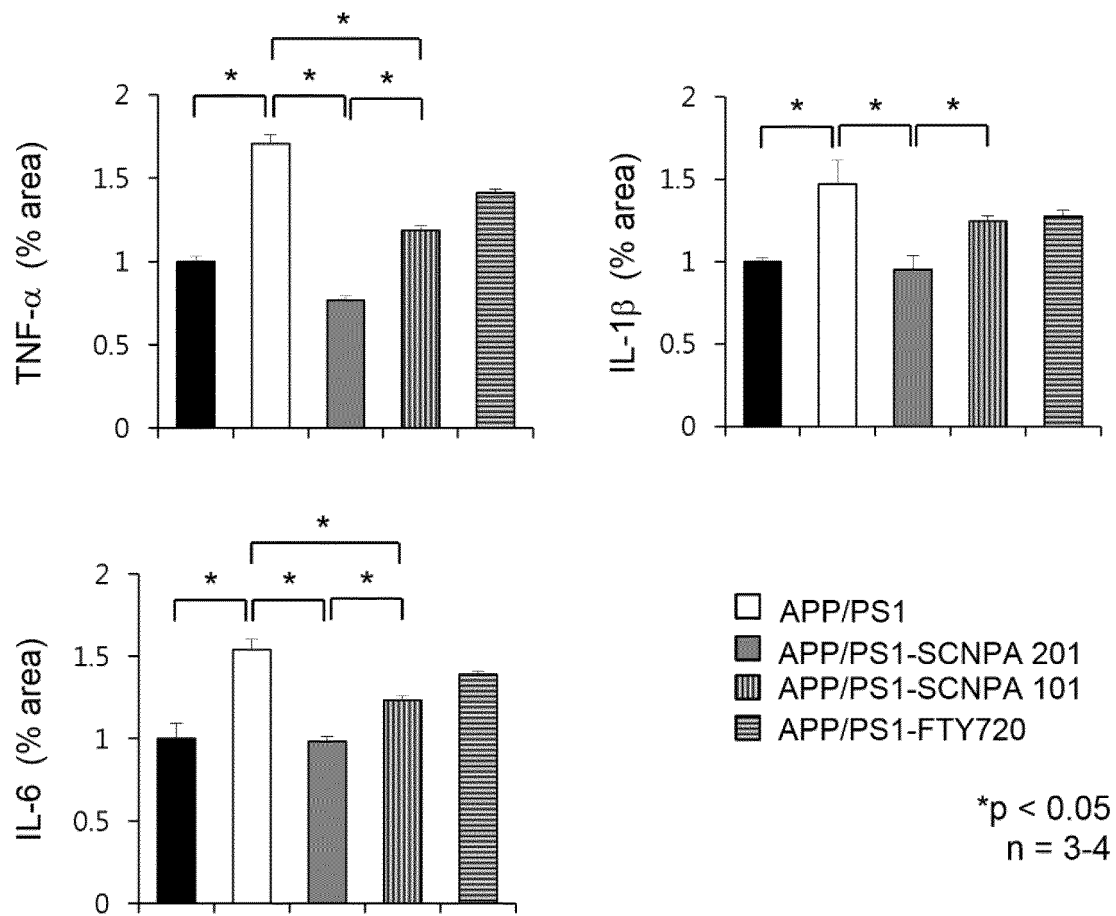 *
*
*
*
2
1.5
1
0.5
0
TNF-α (% area)
*
*
*
2
1.5
1
0.5
0
IL-1β (% area)
*
*
*
*
2
1.5
1
0.5
0
IL-6 (% area)
APP/PS1
APP/PS1-SCNPA 201
APP/PS1-SCNPA 101
APP/PS1-FTY720
*p < 0.05
n = 3-4